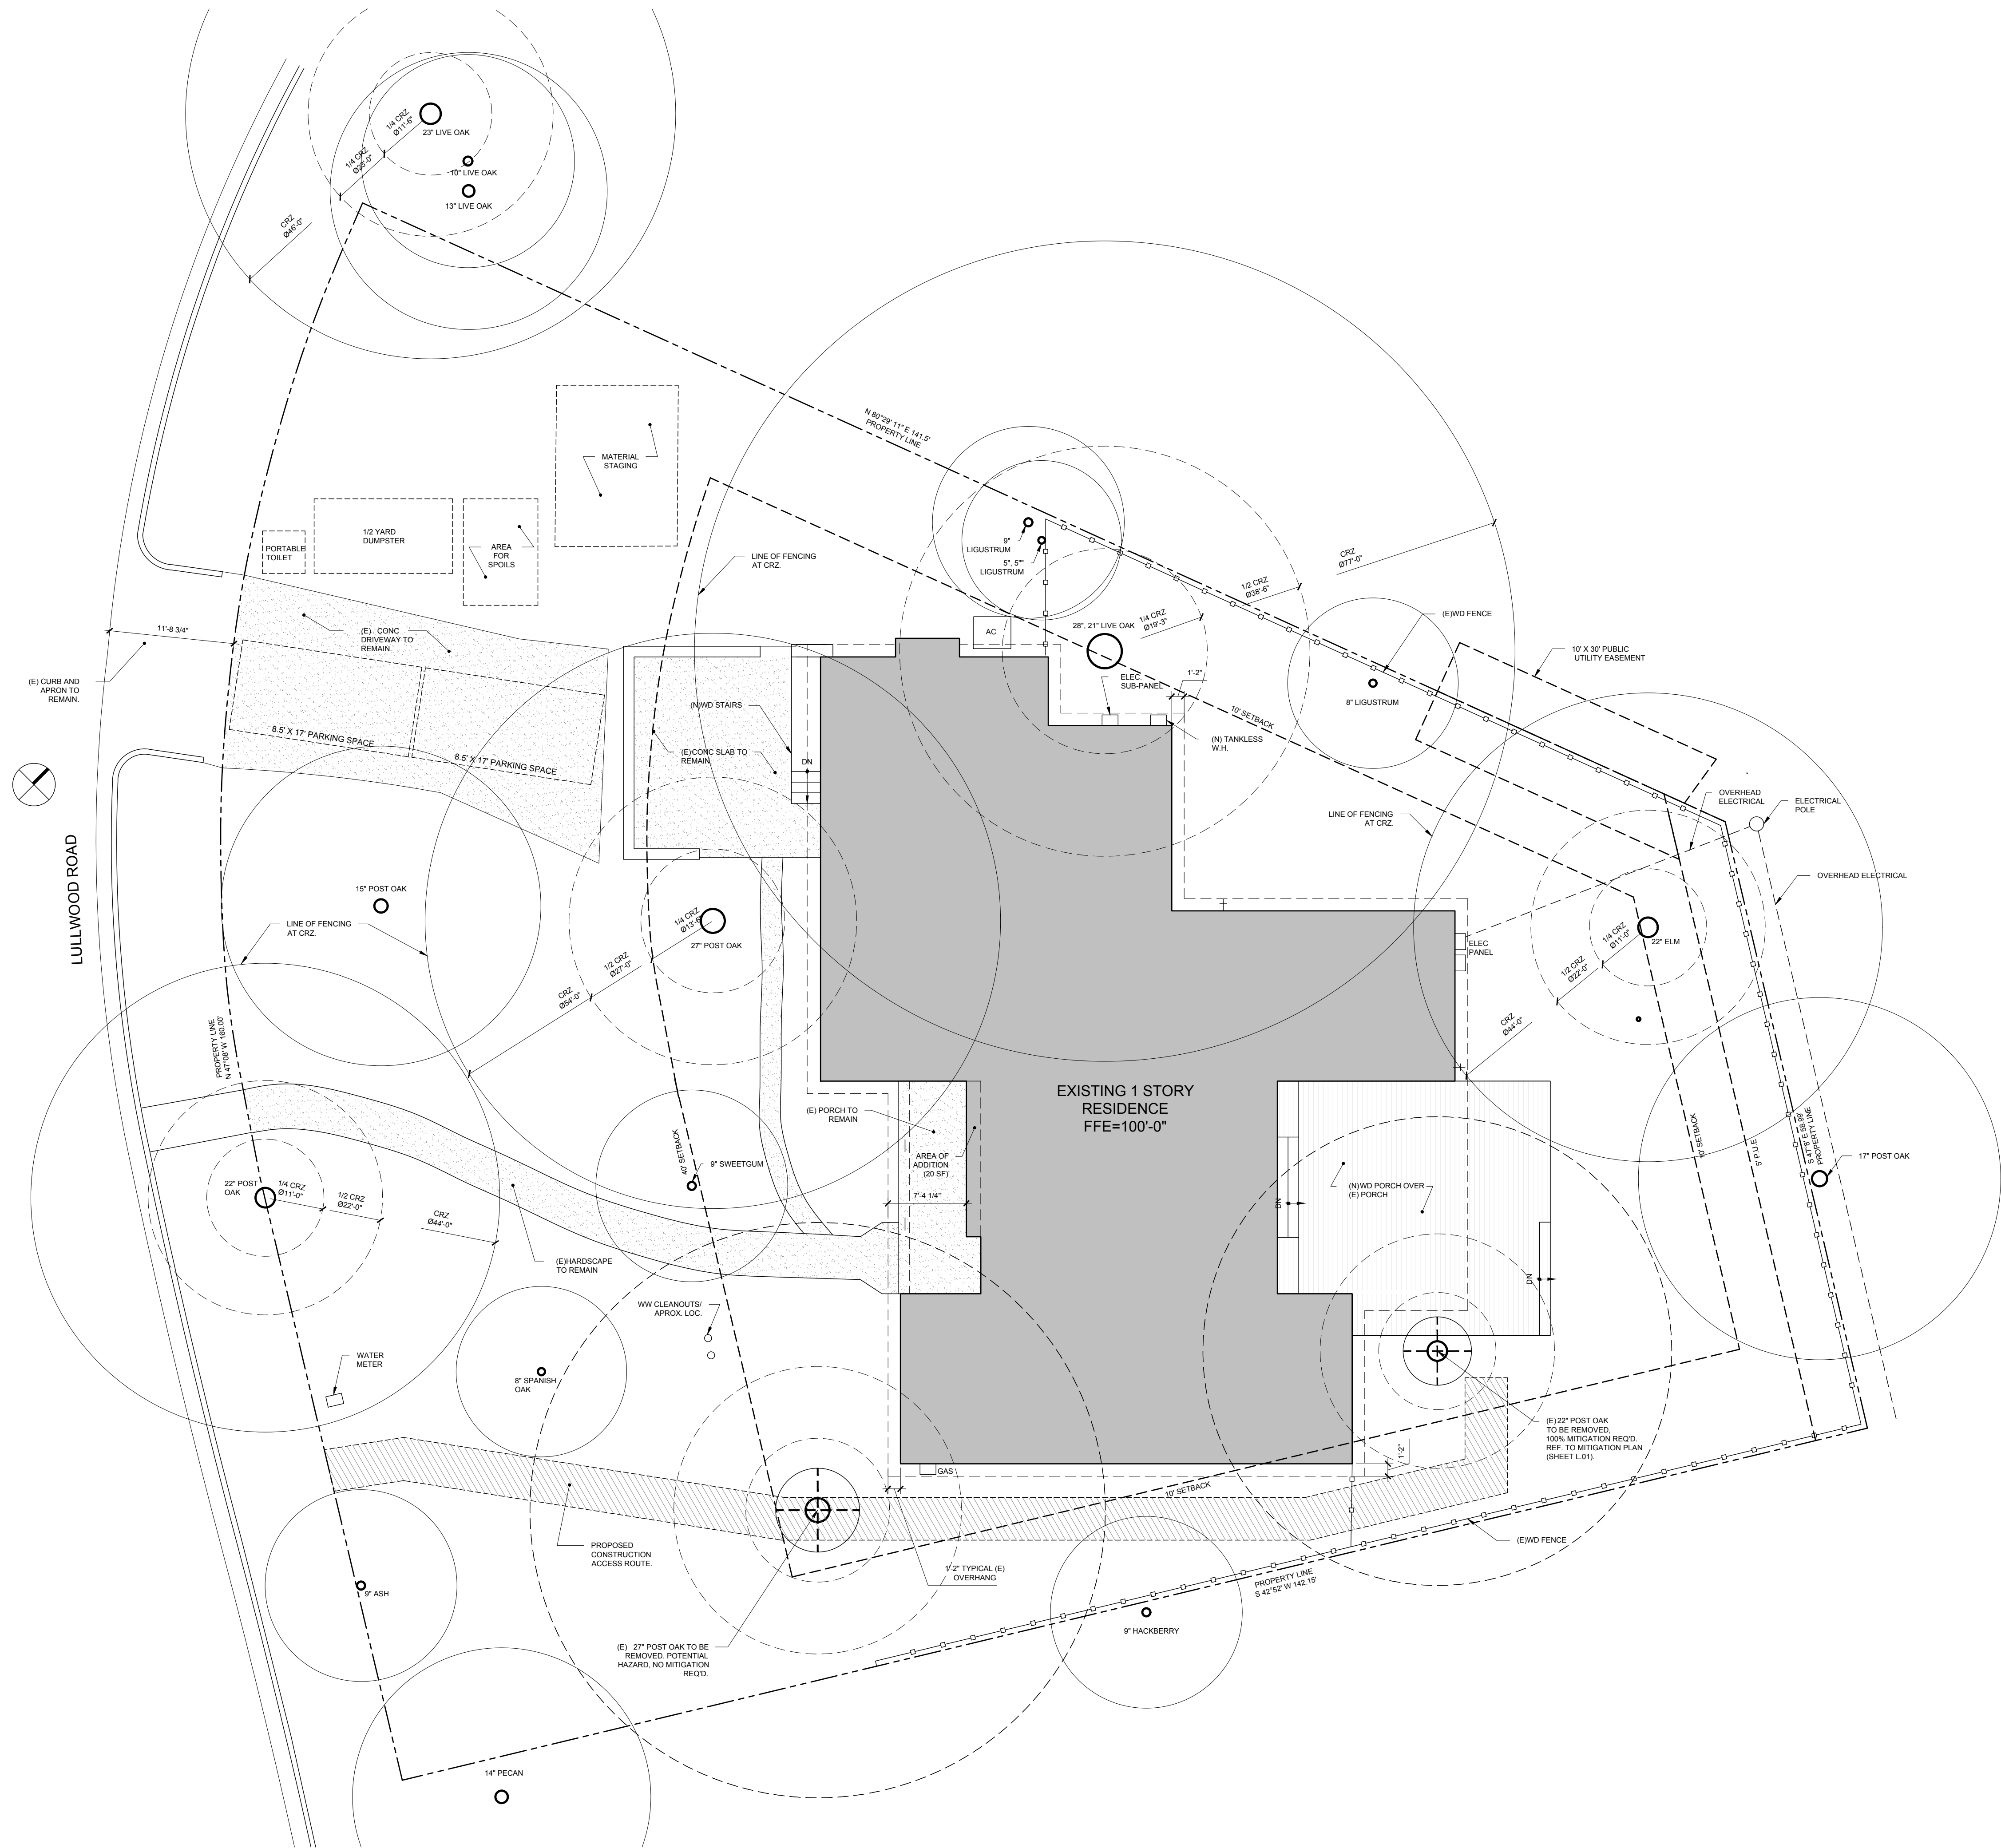 1/4 CRZ
Ø11'-6"
23" LIVE OAK
1/4 CRZ
Ø23'-0"
10" LIVE OAK
13" LIVE OAK
CRZ
Ø46'-0"
N 80°29' 11" E 141.5'
PROPERTY LINE
MATERIAL
STAGING
1/2 YARD
DUMPSTER
PORTABLE
TOILET
AREA
FOR
SPOILS
LINE OF FENCING
AT CRZ.
9"
LIGUSTRUM
5", 5""
LIGUSTRUM
CRZ
Ø77'-0"
1/2 CRZ
Ø38'-6"
1/4 CRZ
Ø19'-3"
28", 21" LIVE OAK
AC
(E)WD FENCE
10' X 30' PUBLIC
UTILITY EASEMENT
11'-8 3/4"
(E) CONC
DRIVEWAY TO
REMAIN.
(E) CURB AND
APRON TO
REMAIN.
ELEC.
SUB-PANEL
1'-2"
8" LIGUSTRUM
(N)WD STAIRS
10' SETBACK
8.5' X 17' PARKING SPACE
8.5' X 17' PARKING SPACE
(E)CONC SLAB TO
REMAIN.
DN
(N) TANKLESS
W.H.
OVERHEAD
ELECTRICAL
ELECTRICAL
POLE
LINE OF FENCING
AT CRZ.
LULLWOOD ROAD
OVERHEAD ELECTRICAL
15" POST OAK
LINE OF FENCING
AT CRZ.
1/4 CRZ
Ø13'-6"
27" POST OAK
1/2 CRZ
Ø27'-0"
CRZ
Ø54'-0"
ELEC
PANEL
1/4 CRZ
Ø11'-0"
22" ELM
1/2 CRZ
Ø22'-0"
CRZ
Ø44'-0"
PROPERTY LINE
N 47°08' W 160.00'
EXISTING 1 STORY
RESIDENCE
FFE=100'-0"
(E) PORCH TO
REMAIN
AREA OF
ADDITION
(20 SF)
7'-4 1/4"
40' SETBACK
9" SWEETGUM
10' SETBACK
5' P.U.E
S 47°8' E 58.99'
PROPERTY LINE
17" POST OAK
22" POST
OAK
1/4 CRZ
Ø11'-0"
1/2 CRZ
Ø22'-0"
CRZ
Ø44'-0"
(N)WD PORCH OVER
(E) PORCH
DN
DN
(E)HARDSCAPE
TO REMAIN
WW CLEANOUTS/
APROX. LOC.
WATER
METER
8" SPANISH
OAK
(E)22" POST OAK
TO BE REMOVED,
100% MITIGATION REQ'D.
REF. TO MITIGATION PLAN
(SHEET L.01).
1'-2"
GAS
10' SETBACK
PROPOSED
CONSTRUCTION
ACCESS ROUTE.
1'-2" TYPICAL (E)
OVERHANG
(E)WD FENCE
9" ASH
PROPERTY LINE
S 42°52' W 142.15'
9" HACKBERRY
(E) 27" POST OAK TO BE
REMOVED. POTENTIAL
HAZARD, NO MITIGATION
REQ'D.
14" PECAN